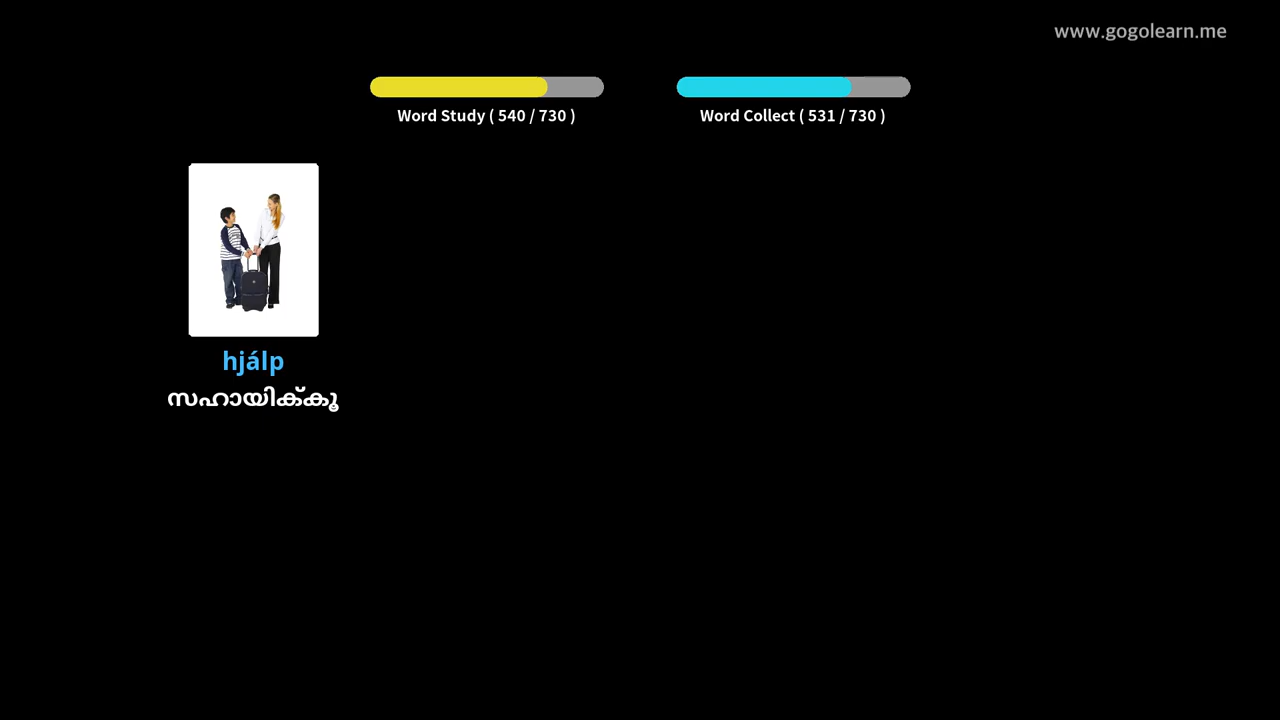 www.gogolearn.me
Word Study ( 540 / 730 )
Word Collect ( 531 / 730 )
hjálp
സഹായിക്കൂ